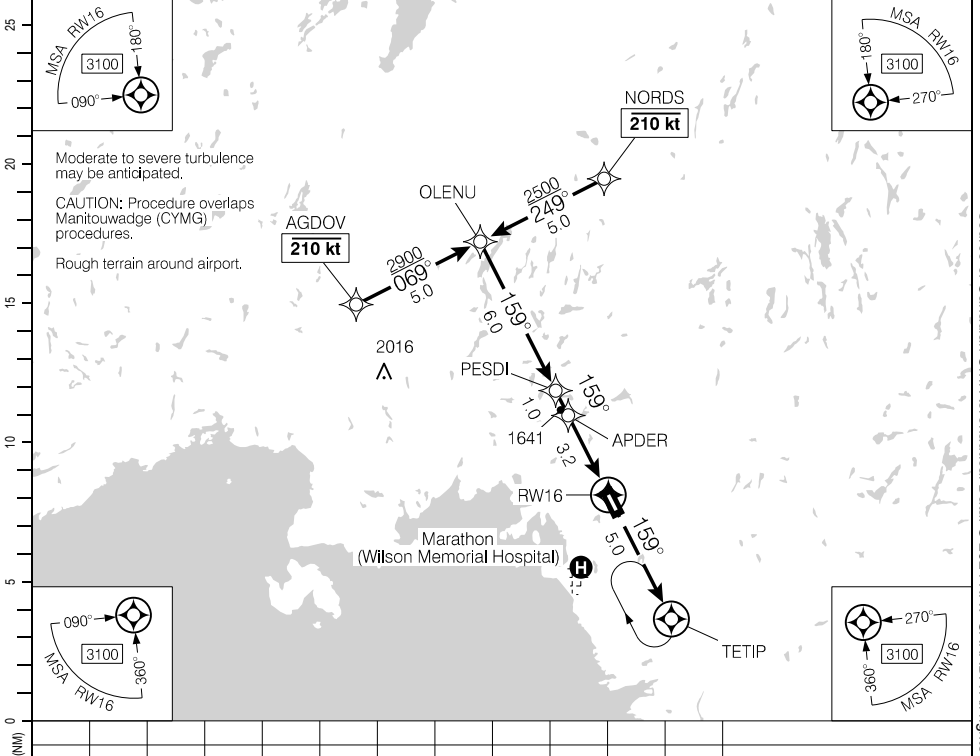 25
20
15
10
5
0
(NM)
MSA RW16
180°
3100
090°
MSA RW16
180°
3100
270°
Moderate to severe turbulence
may be anticipated.
CAUTION: Procedure overlaps
Manitouwadge (CYMG)
procedures.
Rough terrain around airport.
NORDS
210 kt
OLENU
2500
249°
5.0
AGDOV
210 kt
2900
069°
5.0
159°
6.0
2016
PESDI
159°
1.0
1641
APDER
3.2
RW16
159°
5.0
Marathon
(Wilson Memorial Hospital)
H
TETIP
090°
3100
360°
MSA RW16
270°
3100
360°
MSA RW16